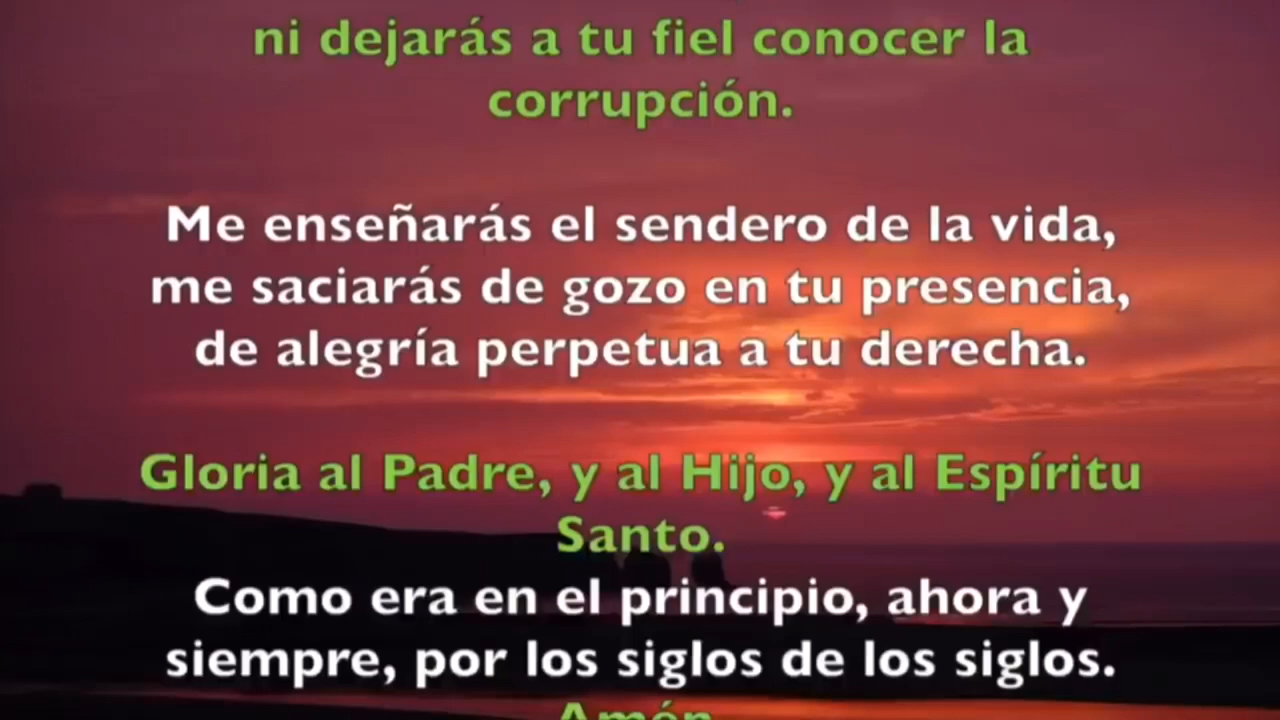 ni dejarás a tu fiel conocer la
corrupción.
Me enseñarás el sendero de la vida,
me saciarás de gozo en tu presencia,
de alegría perpetua a tu derecha.
Gloria al Padre, y al Hijo, y al Espíritu
Santo.
Como era en el principio, ahora y
siempre, por los siglos de los siglos.
Amén.